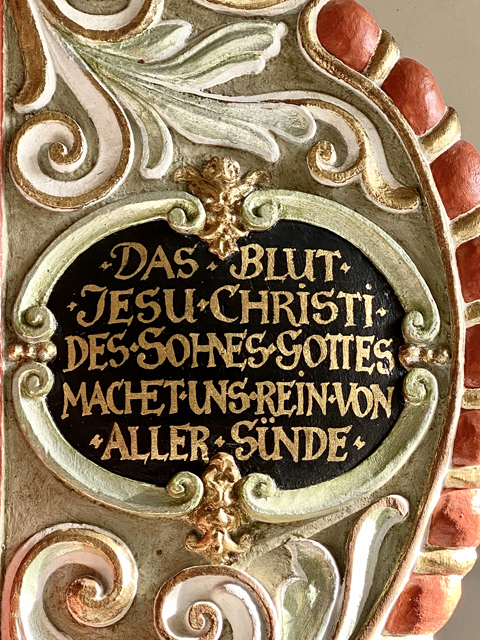 ·DAS·BLUT·
·JESU·CHRISTI·
DES·SOHNES·GOTTES
MACHET·UNS·REIN·VON
·ALLER·SÜNDE·